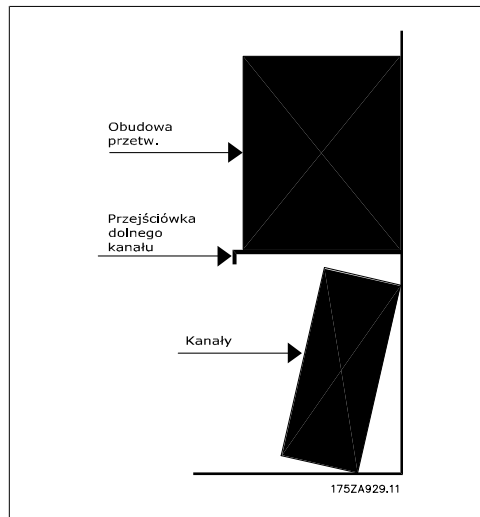 Obudowa
przetw.
Przejściówka
dolnego
kanału
Kanały
175ZA929.11